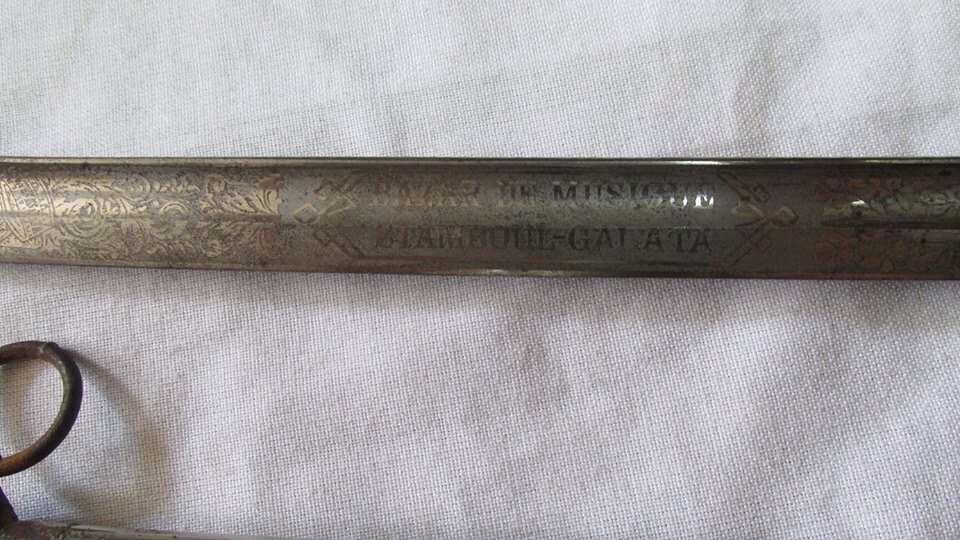 BAZAR DE MUSIQUE
STAMBOUL-GALATA